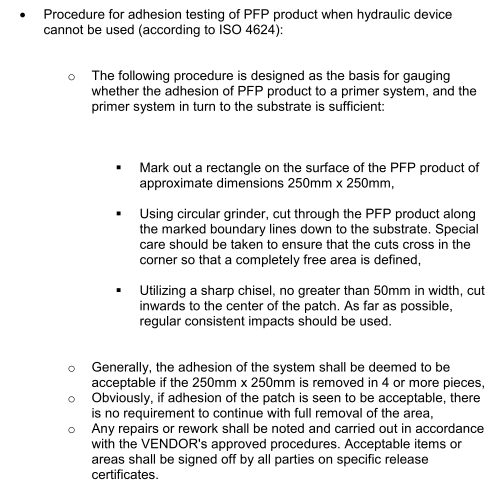 • Procedure for adhesion testing of PFP product when hydraulic device
cannot be used (according to ISO 4624):
o The following procedure is designed as the basis for gauging
whether the adhesion of PFP product to a primer system, and the
primer system in turn to the substrate is sufficient:
▪ Mark out a rectangle on the surface of the PFP product of
approximate dimensions 250mm x 250mm,
▪ Using circular grinder, cut through the PFP product along
the marked boundary lines down to the substrate. Special
care should be taken to ensure that the cuts cross in the
corner so that a completely free area is defined,
▪ Utilizing a sharp chisel, no greater than 50mm in width, cut
inwards to the center of the patch. As far as possible,
regular consistent impacts should be used.
o Generally, the adhesion of the system shall be deemed to be
acceptable if the 250mm x 250mm is removed in 4 or more pieces,
o Obviously, if adhesion of the patch is seen to be acceptable, there
is no requirement to continue with full removal of the area,
o Any repairs or rework shall be noted and carried out in accordance
with the VENDOR's approved procedures. Acceptable items or
areas shall be signed off by all parties on specific release
certificates.